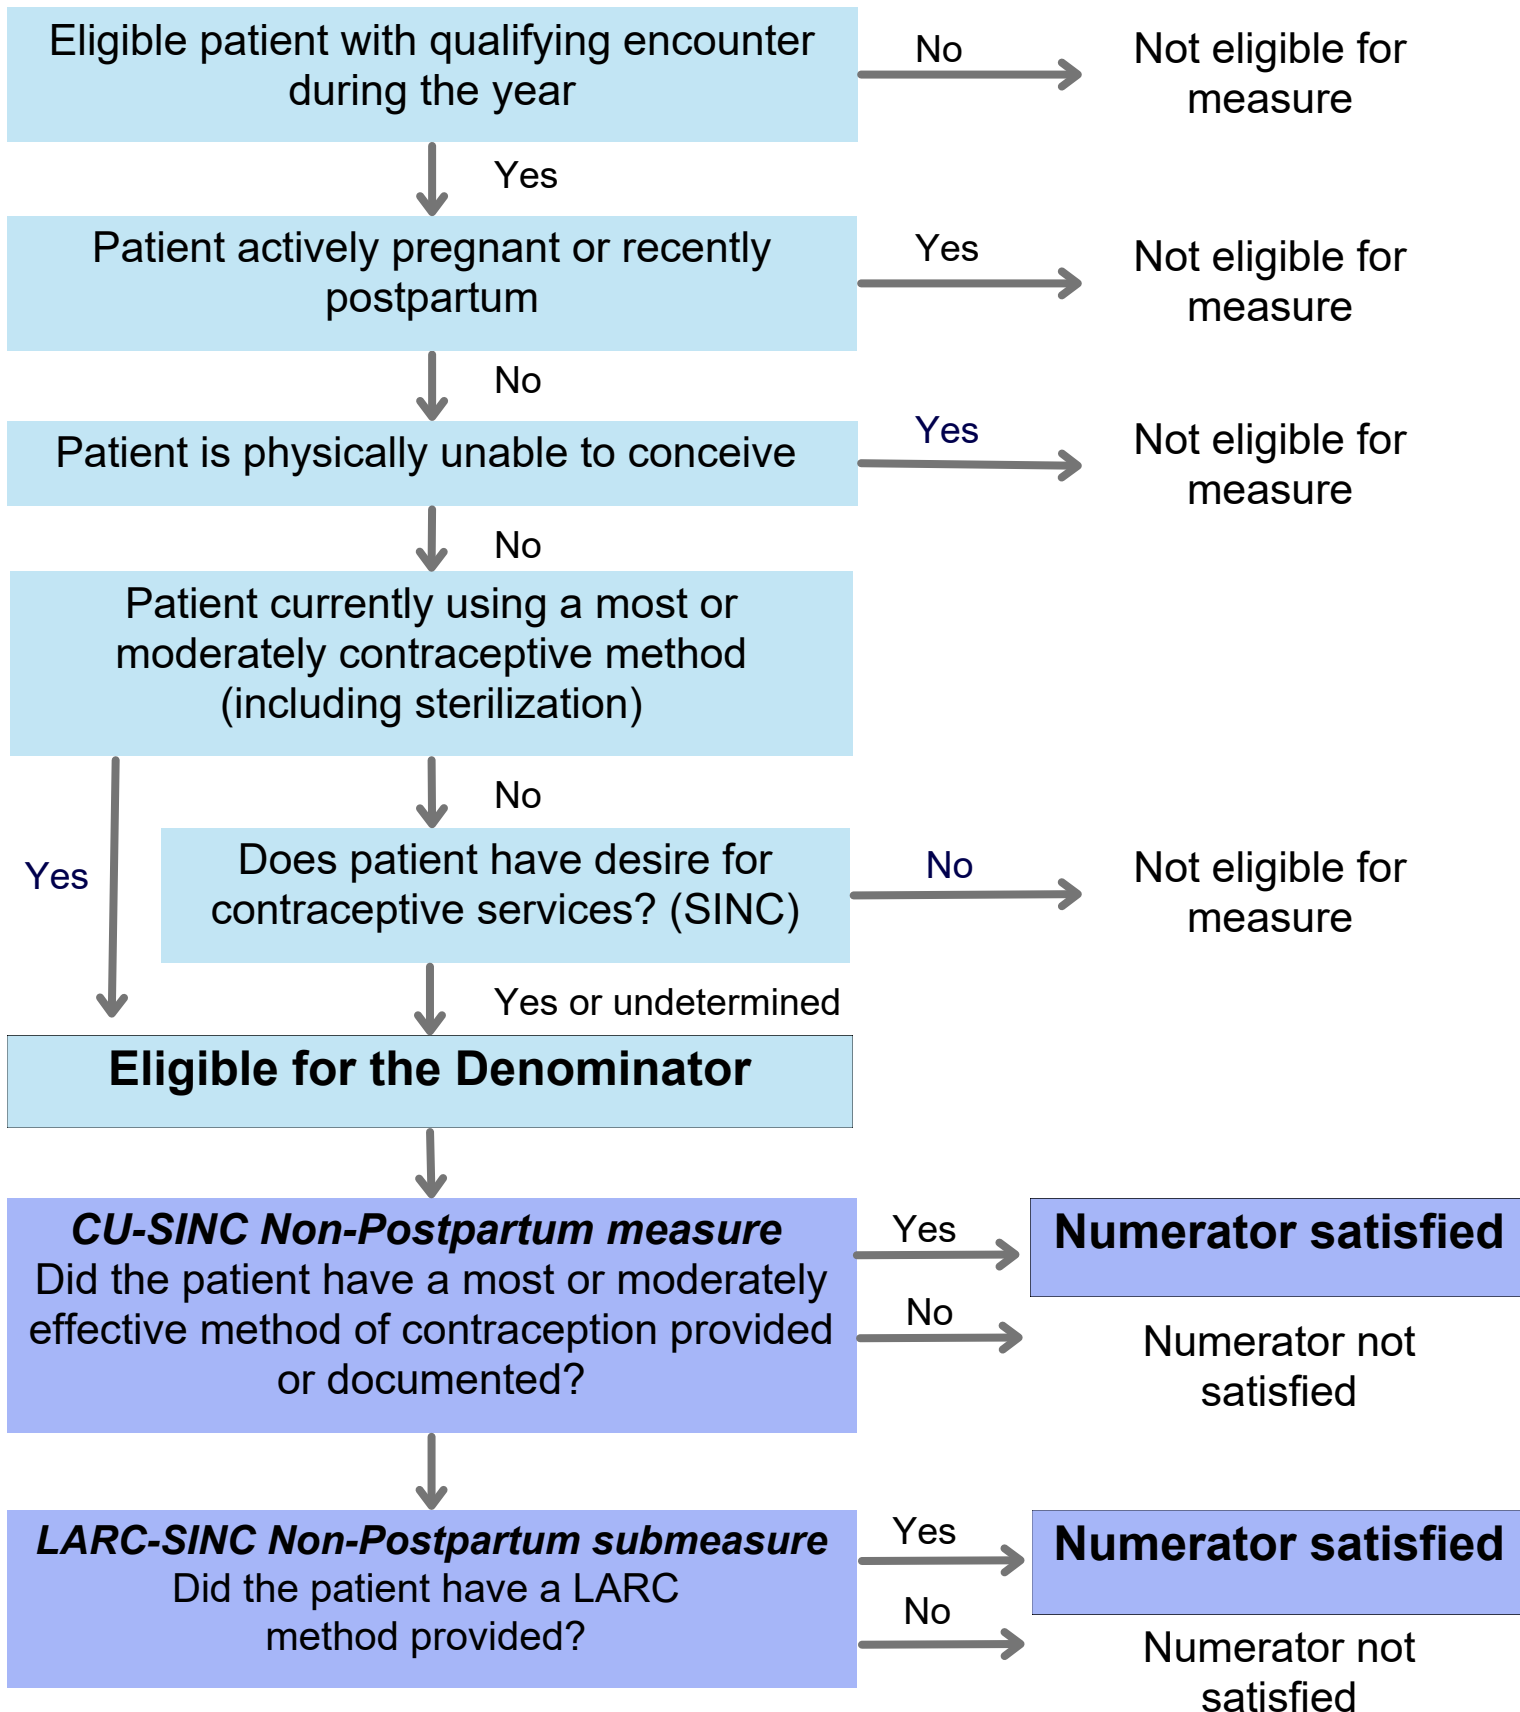 Eligible patient with qualifying encounter
during the year
No
Not eligible for
measure
Yes
Patient actively pregnant or recently
postpartum
Yes
Not eligible for
measure
No
Patient is physically unable to conceive
Yes
Not eligible for
measure
No
Patient currently using a most or
moderately contraceptive method
(including sterilization)
Yes
No
Does patient have desire for
contraceptive services? (SINC)
No
Not eligible for
measure
Yes or undetermined
Eligible for the Denominator
CU-SINC Non-Postpartum measure
Did the patient have a most or moderately
effective method of contraception provided
or documented?
Yes
Numerator satisfied
No
Numerator not
satisfied
LARC-SINC Non-Postpartum submeasure
Did the patient have a LARC
method provided?
Yes
Numerator satisfied
No
Numerator not
satisfied